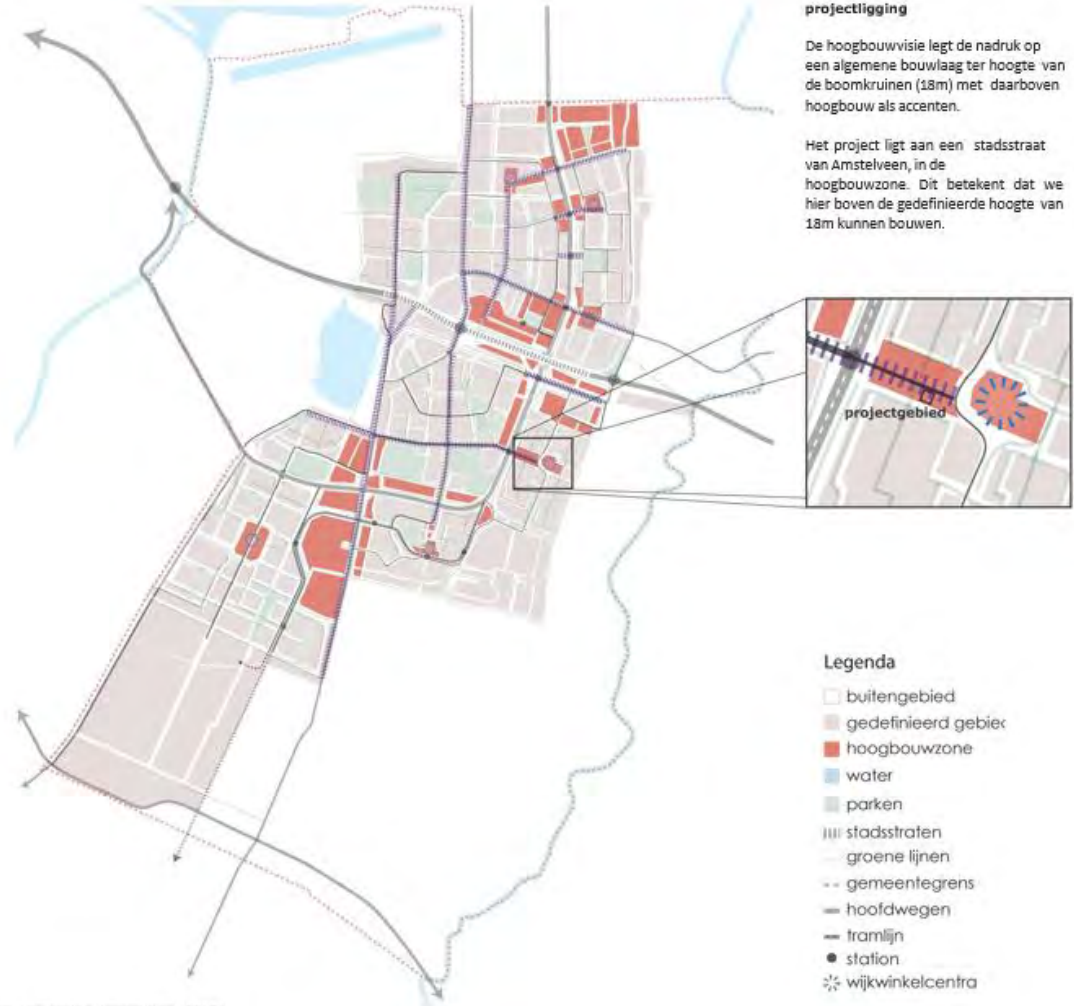 projectligging
De hoogbouwvisie legt de nadruk op
een algemene bouwlaag ter hoogte van
de boomkruinen (18m) met daarboven
hoogbouw als accenten.
Het project ligt aan een stadsstraat
van Amstelveen, in de
hoogbouwzone. Dit betekent dat we
hier boven de gedefinieerde hoogte van
18m kunnen bouwen.
projectgebied
Legenda
buitengebied
gedefinieerd gebiec
hoogbouwzone
water
parken
stadsstraten
groene lijnen
gemeentegrens
hoofdwegen
tramlijn
station
wijkwinkelcentra